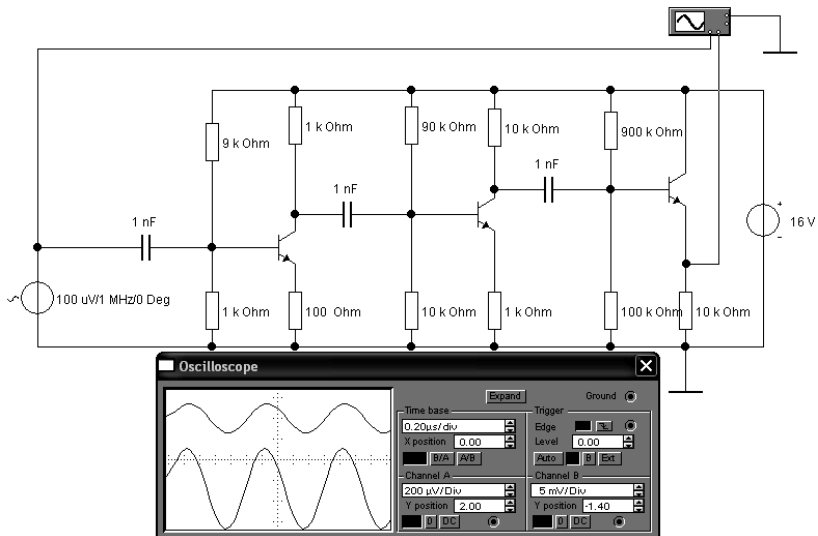 9 k Ohm
1 k Ohm
90 k Ohm
10 k Ohm
900 k Ohm
1 nF
1 nF
1 nF
16 V
+
-
100 uV/1 MHz/0 Deg
1 k Ohm
100 Ohm
10 k Ohm
1 k Ohm
100 k Ohm
10 k Ohm
Oscilloscope
Expand
Ground
Time base
0.20µs/div
X position 0.00
B/A A/B
Trigger
Edge
Level 0.00
Auto B Ext
Channel A
200 µV/Div
Y position 2.00
0 DC
Channel B
5 mV/Div
Y position -1.40
0 DC